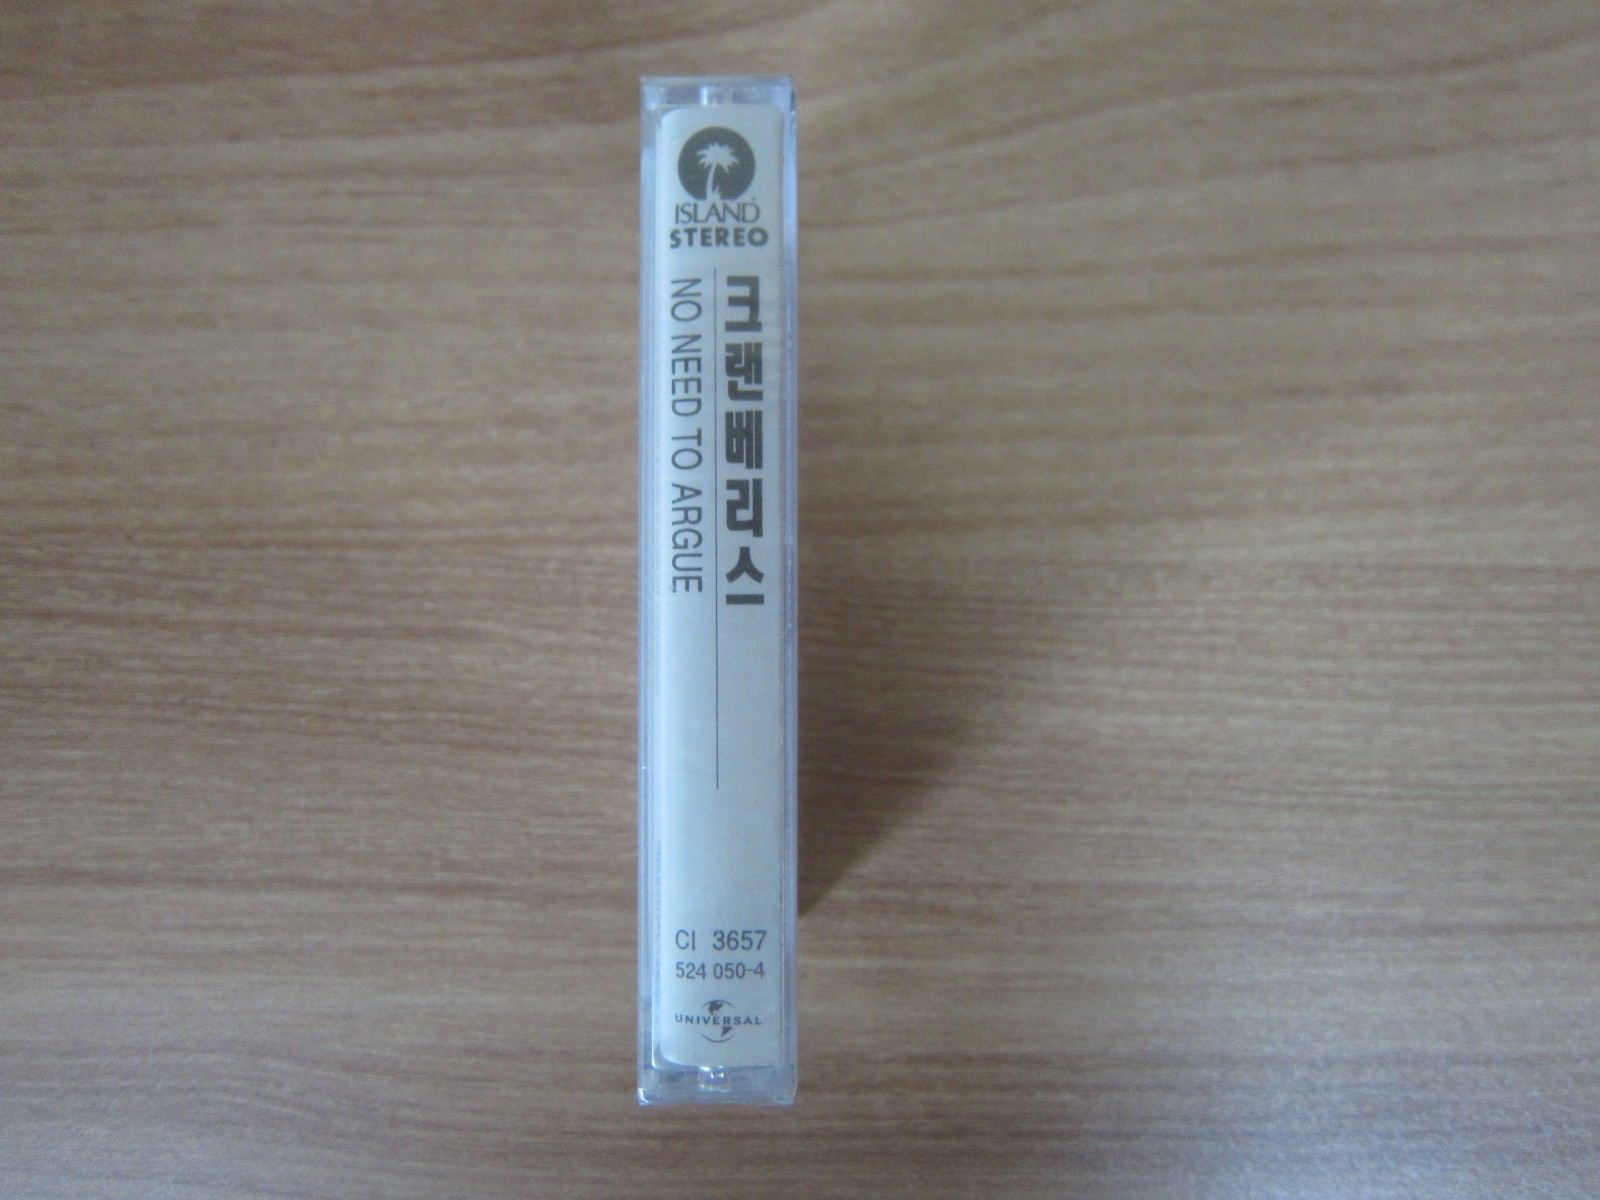 ISLAND
STEREO
크랜베리스
NO NEED TO ARGUE
CI 3657
524 050-4
UNIVERSAL